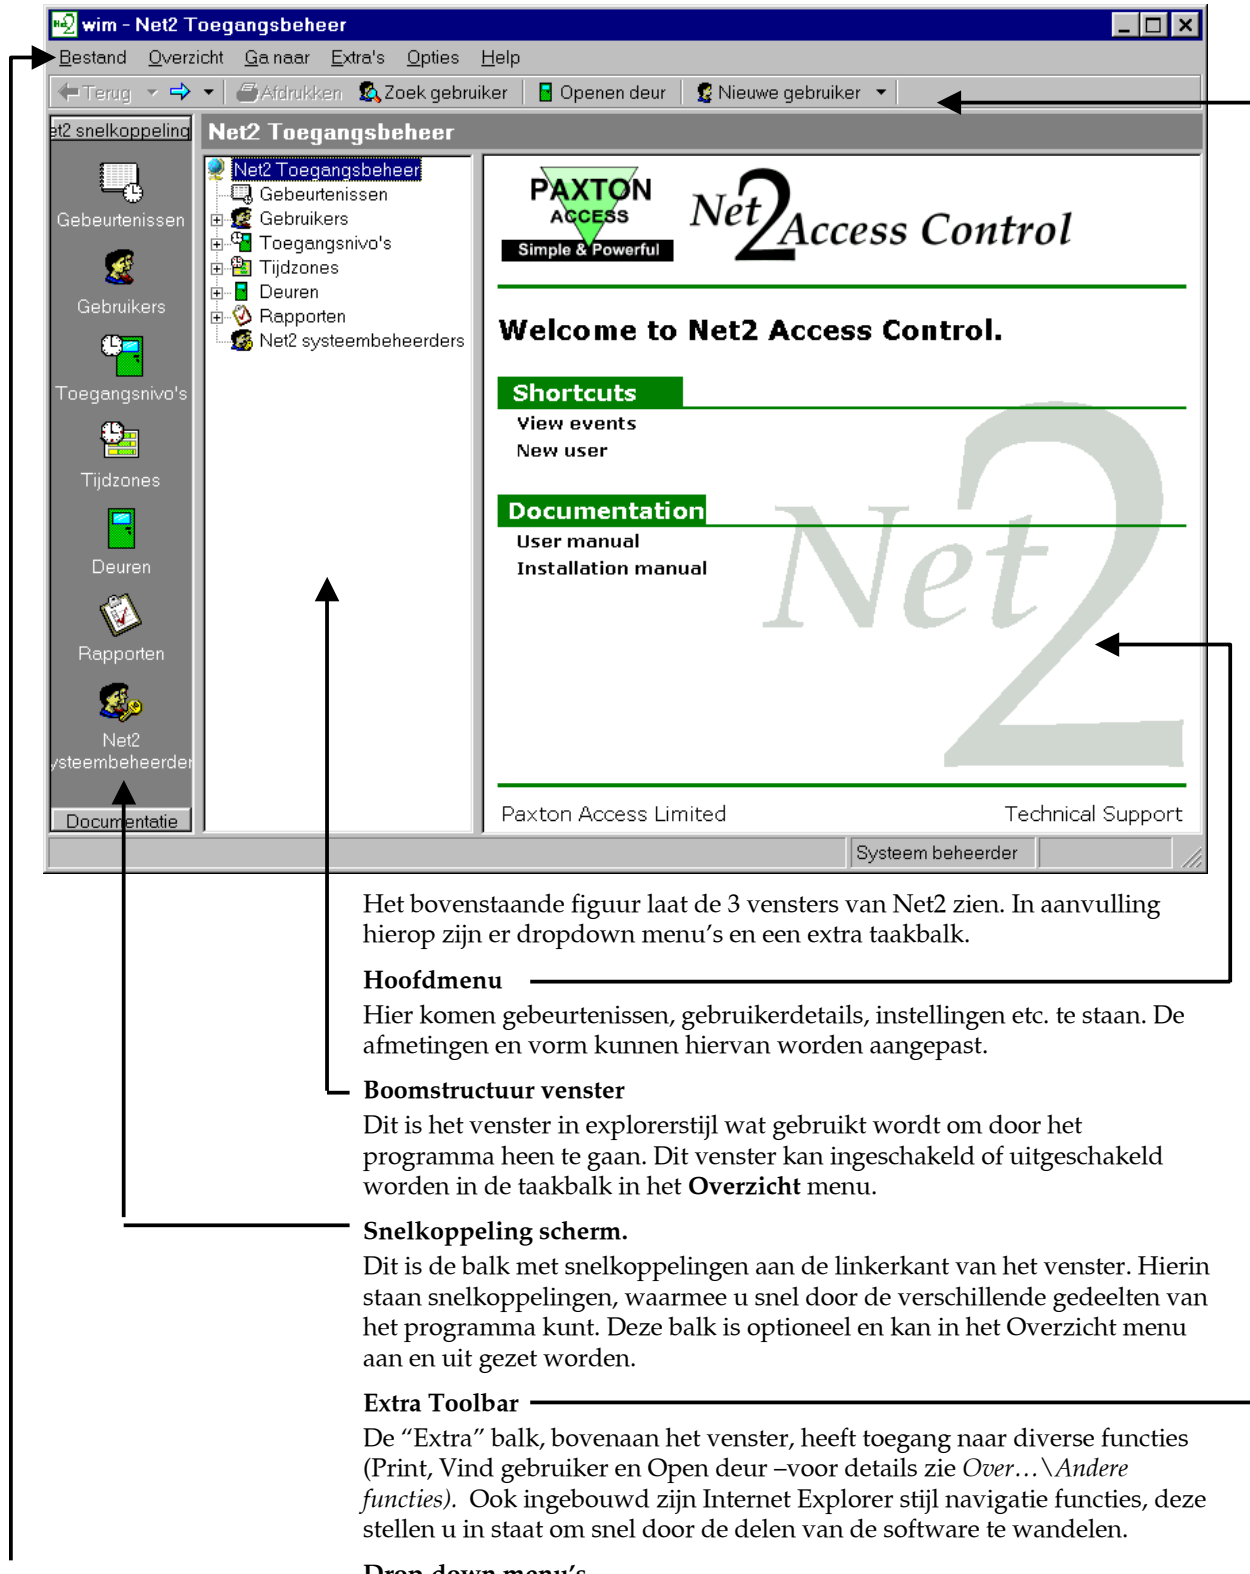 wim - Net2 Toegangsbeheer
Bestand Overzicht Ga naar Extra's Opties Help
Terug Afdrukken Zoek gebruiker Openen deur Nieuwe gebruiker
et2 snelkoppeling
Net2 Toegangsbeheer
Gebeurtenissen
Gebruikers
Toegangsnivo's
Tijdzones
Deuren
Rapporten
Net2
ysteembeheerder
Documentatie
Net2 Toegangsbeheer
Gebeurtenissen
Gebruikers
Toegangsnivo's
Tijdzones
Deuren
Rapporten
Net2 systeembeheerders
PAXTON
ACCESS
Simple & Powerful
Net2 Access Control
Welcome to Net2 Access Control.
Shortcuts
View events
New user
Documentation
User manual
Installation manual
Net2
Paxton Access Limited Technical Support
Systeem beheerder
Het bovenstaande figuur laat de 3 vensters van Net2 zien. In aanvulling
hierop zijn er dropdown menu's en een extra taakbalk.
Hoofdmenu
Hier komen gebeurtenissen, gebruikerdetails, instellingen etc. te staan. De
afmetingen en vorm kunnen hiervan worden aangepast.
Boomstructuur venster
Dit is het venster in explorerstijl wat gebruikt wordt om door het
programma heen te gaan. Dit venster kan ingeschakeld of uitgeschakeld
worden in de taakbalk in het Overzicht menu.
Snelkoppeling scherm.
Dit is de balk met snelkoppelingen aan de linkerkant van het venster. Hierin
staan snelkoppelingen, waarmee u snel door de verschillende gedeelten van
het programma kunt. Deze balk is optioneel en kan in het Overzicht menu
aan en uit gezet worden.
Extra Toolbar
De “Extra” balk, bovenaan het venster, heeft toegang naar diverse functies
(Print, Vind gebruiker en Open deur –voor details zie Over…\Andere
functies). Ook ingebouwd zijn Internet Explorer stijl navigatie functies, deze
stellen u in staat om snel door de delen van de software te wandelen.
Drop down menu's